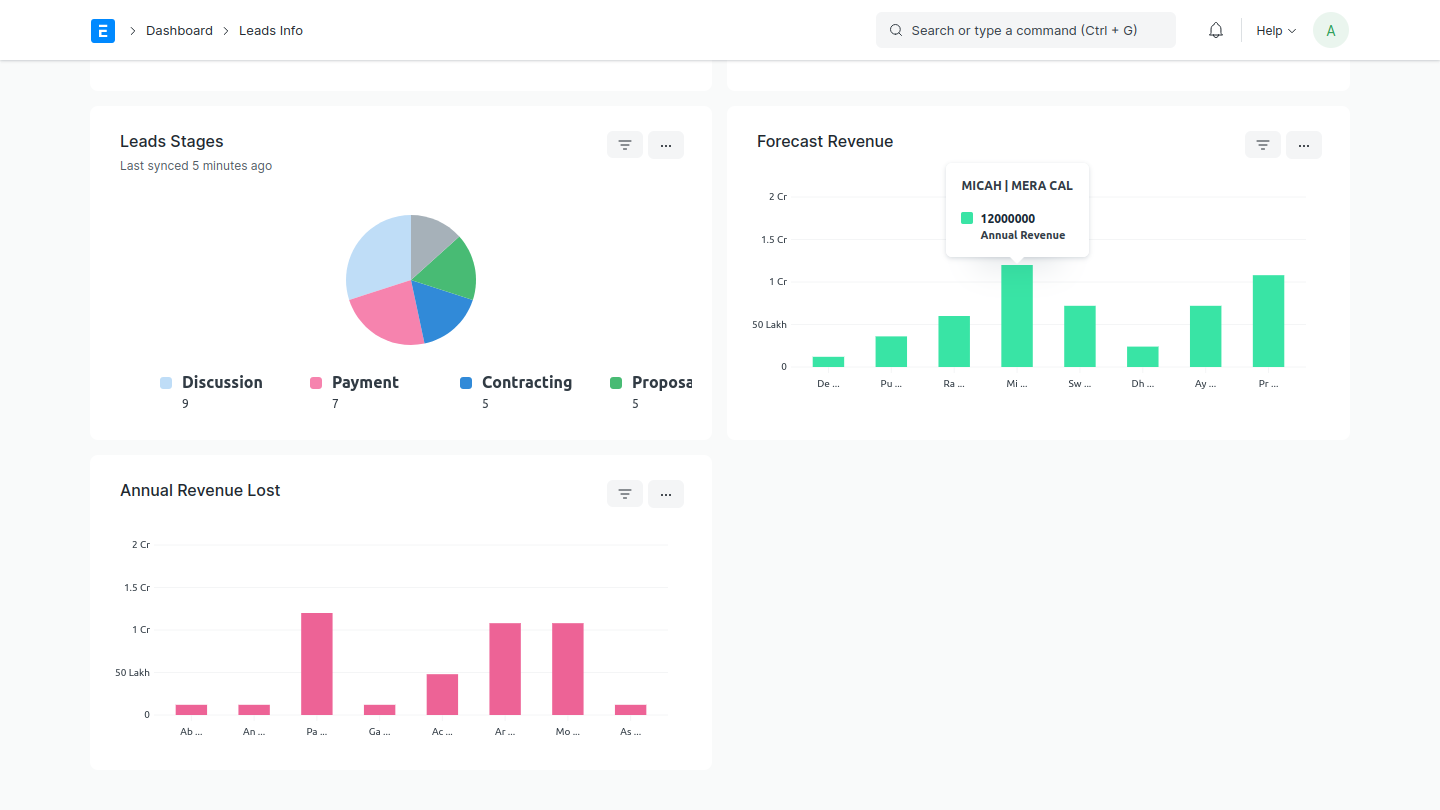 E
Dashboard
Leads Info
Search or type a command (Ctrl + G)
Help
A
Leads Stages
Last synced 5 minutes ago
Discussion
9
Payment
7
Contracting
5
Proposa
5
Forecast Revenue
MICAH | MERA CAL
12000000
Annual Revenue
2 Cr
1.5 Cr
1 Cr
50 Lakh
0
De ...
Pu ...
Ra ...
Mi ...
Sw ...
Dh ...
Ay ...
Pr ...
Annual Revenue Lost
2 Cr
1.5 Cr
1 Cr
50 Lakh
0
Ab ...
An ...
Pa ...
Ga ...
Ac ...
Ar ...
Mo ...
As ...